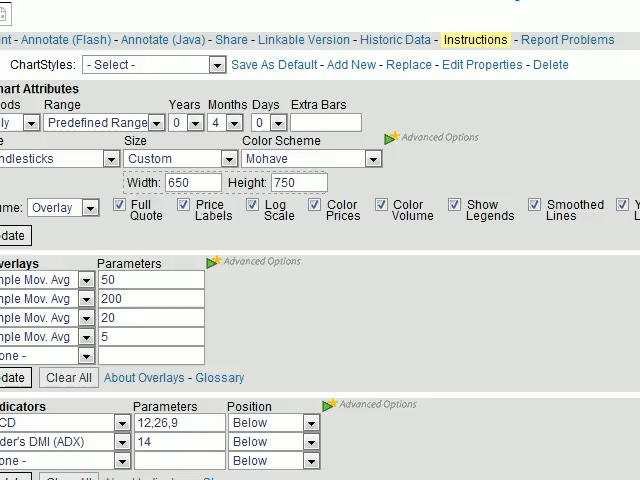 nt - Annotate (Flash) - Annotate (Java) - Share - Linkable Version - Historic Data - Instructions - Report Problems
ChartStyles: - Select - Save As Default - Add New - Replace - Edit Properties - Delete
hart Attributes
ods Range Years Months Days Extra Bars
ly Predefined Range 0 4 0
e Size Color Scheme Advanced Options
ndlesticks Custom Mohave
Width: 650 Height: 750
me: Overlay Full Quote Price Labels Log Scale Color Prices Color Volume Show Legends Smoothed Lines Y L
date
verlays Parameters Advanced Options
mple Mov. Avg 50
mple Mov. Avg 200
mple Mov. Avg 20
mple Mov. Avg 5
one -
date Clear All About Overlays - Glossary
dicators Parameters Position Advanced Options
CD 12,26,9 Below
der's DMI (ADX) 14 Below
one - Below